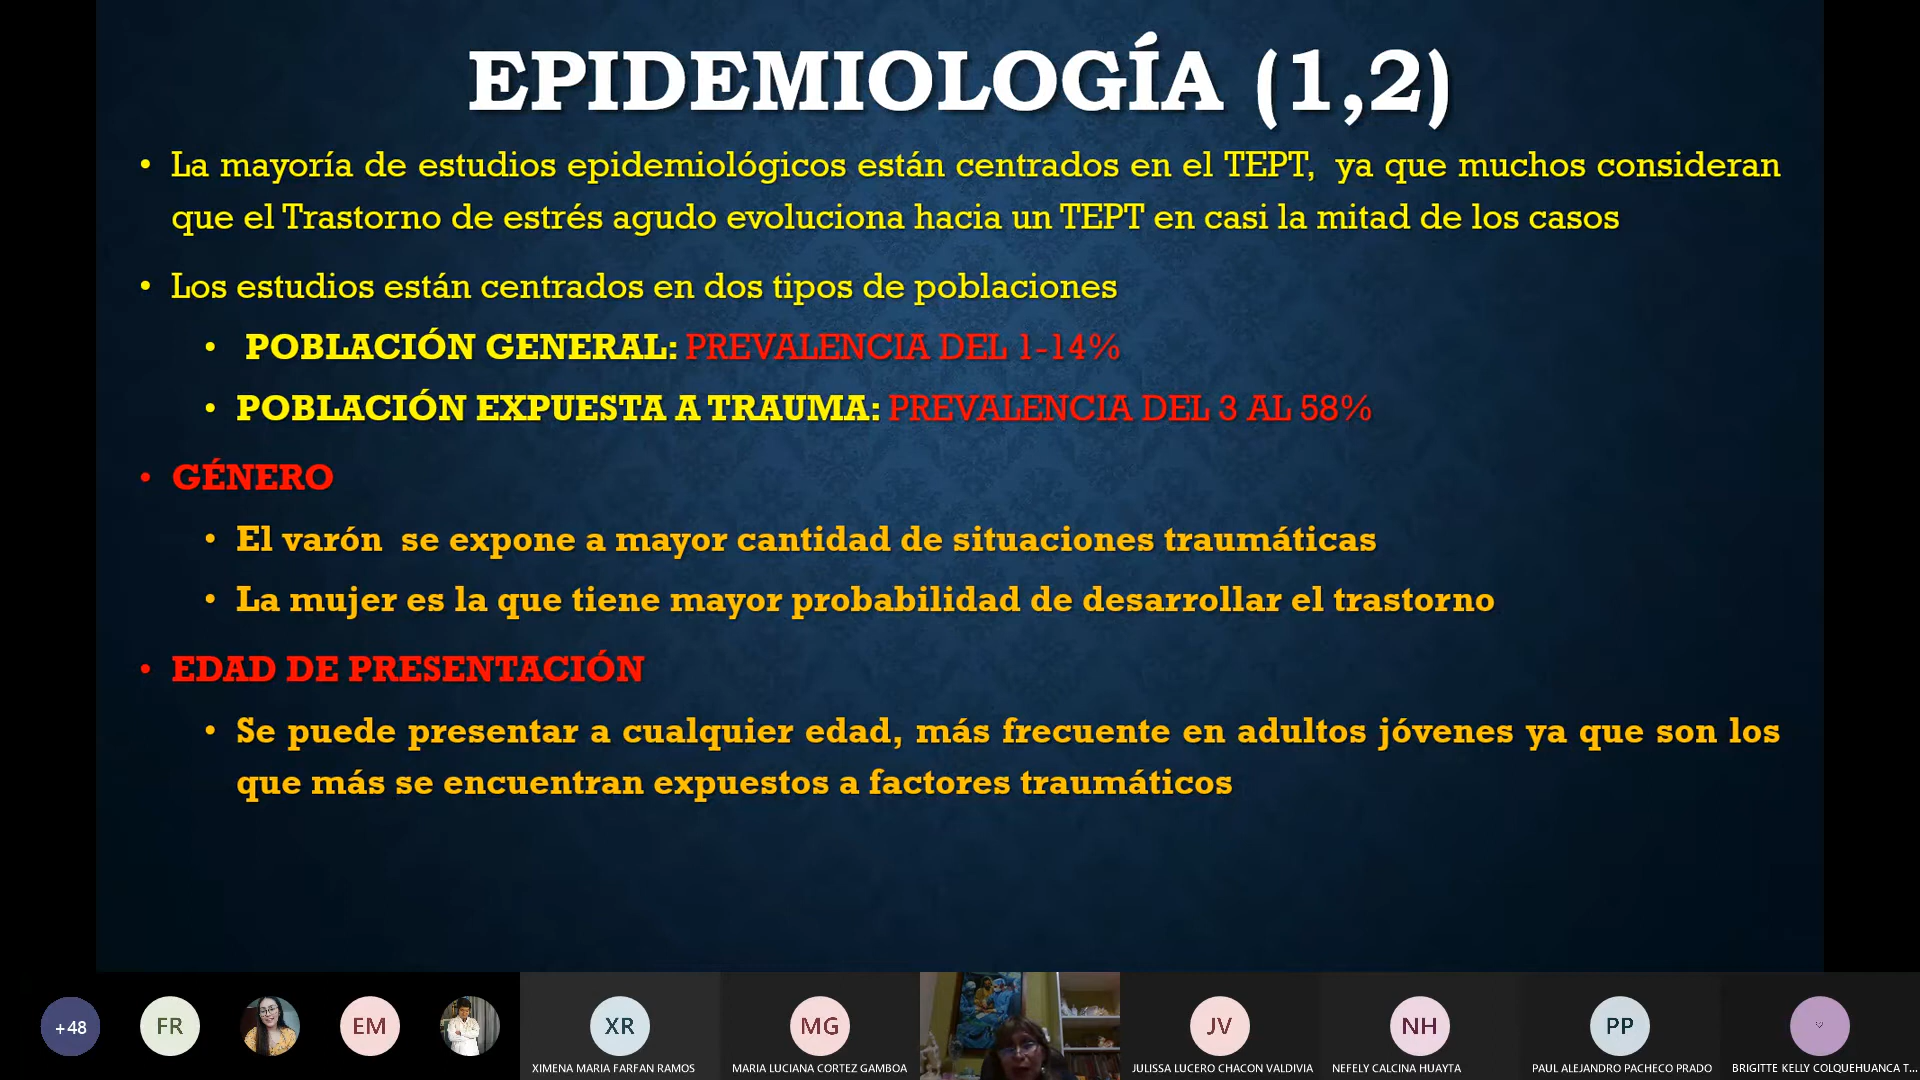 EPIDEMIOLOGÍA (1,2)
• La mayoría de estudios epidemiológicos están centrados en el TEPT, ya que muchos consideran
que el Trastorno de estrés agudo evoluciona hacia un TEPT en casi la mitad de los casos
• Los estudios están centrados en dos tipos de poblaciones
• POBLACIÓN GENERAL: PREVALENCIA DEL 1-14%
• POBLACIÓN EXPUESTA A TRAUMA: PREVALENCIA DEL 3 AL 58%
• GÉNERO
• El varón se expone a mayor cantidad de situaciones traumáticas
• La mujer es la que tiene mayor probabilidad de desarrollar el trastorno
• EDAD DE PRESENTACIÓN
• Se puede presentar a cualquier edad, más frecuente en adultos jóvenes ya que son los
que más se encuentran expuestos a factores traumáticos
+48 FR EM XR MG JV NH PP
XIMENA MARIA FARFAN RAMOS MARIA LUCIANA CORTEZ GAMBOA JULISSA LUCERO CHACON VALDIVIA NEFELY CALCINA HUAYTA PAUL ALEJANDRO PACHECO PRADO BRIGITTE KELLY COLQUEHUANCA T...